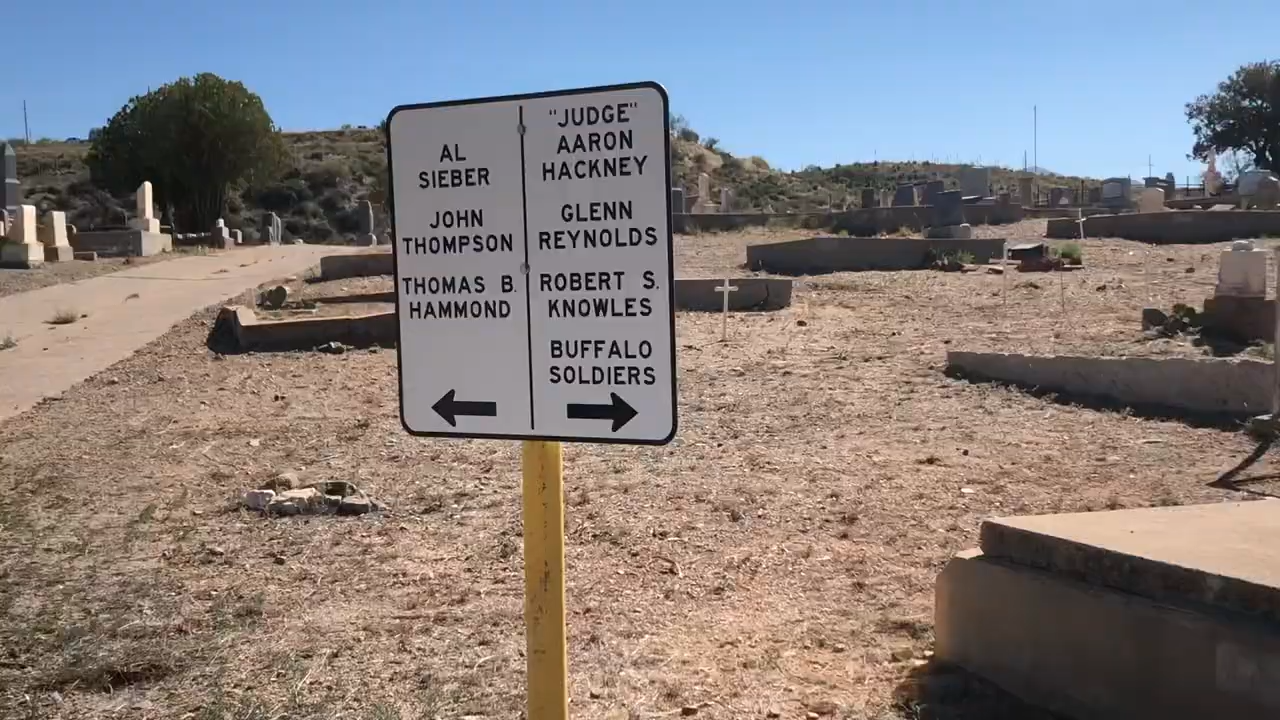 AL
SIEBER
JOHN
THOMPSON
THOMAS B.
HAMMOND
"JUDGE"
AARON
HACKNEY
GLENN
REYNOLDS
ROBERT S.
KNOWLES
BUFFALO
SOLDIERS